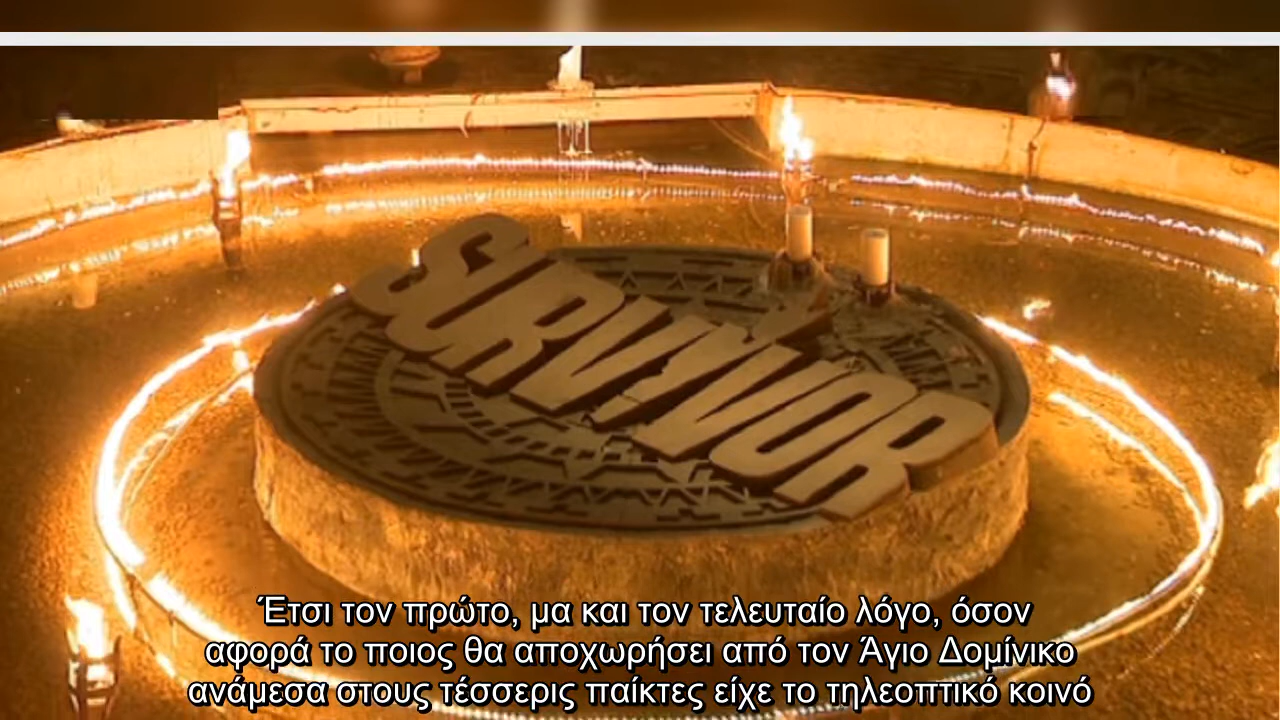 SURVIVOR
Έτσι τον πρώτο, μα και τον τελευταίο λόγο, όσον
αφορά το ποιος θα αποχωρήσει από τον Άγιο Δομίνικο
ανάμεσα στους τέσσερις παίκτες είχε το τηλεοπτικό κοινό